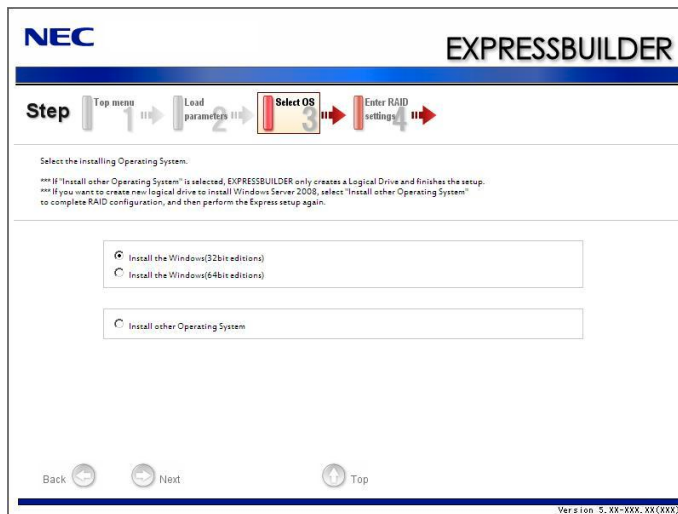 NEC
EXPRESSBUILDER
Step
Top menu
1
Load
parameters
2
Select OS
3
Enter RAID
settings
4
Select the installing Operating System.
*** If "Install other Operating System" is selected, EXPRESSBUILDER only creates a Logical Drive and finishes the setup.
*** If you want to create new logical drive to install Windows Server 2008, select "Install other Operating System"
to complete RAID configuration, and then perform the Express setup again.
Install the Windows(32bit editions)
Install the Windows(64bit editions)
Install other Operating System
Back Next Top
Version 5.XX-XXX.XX(XXX)